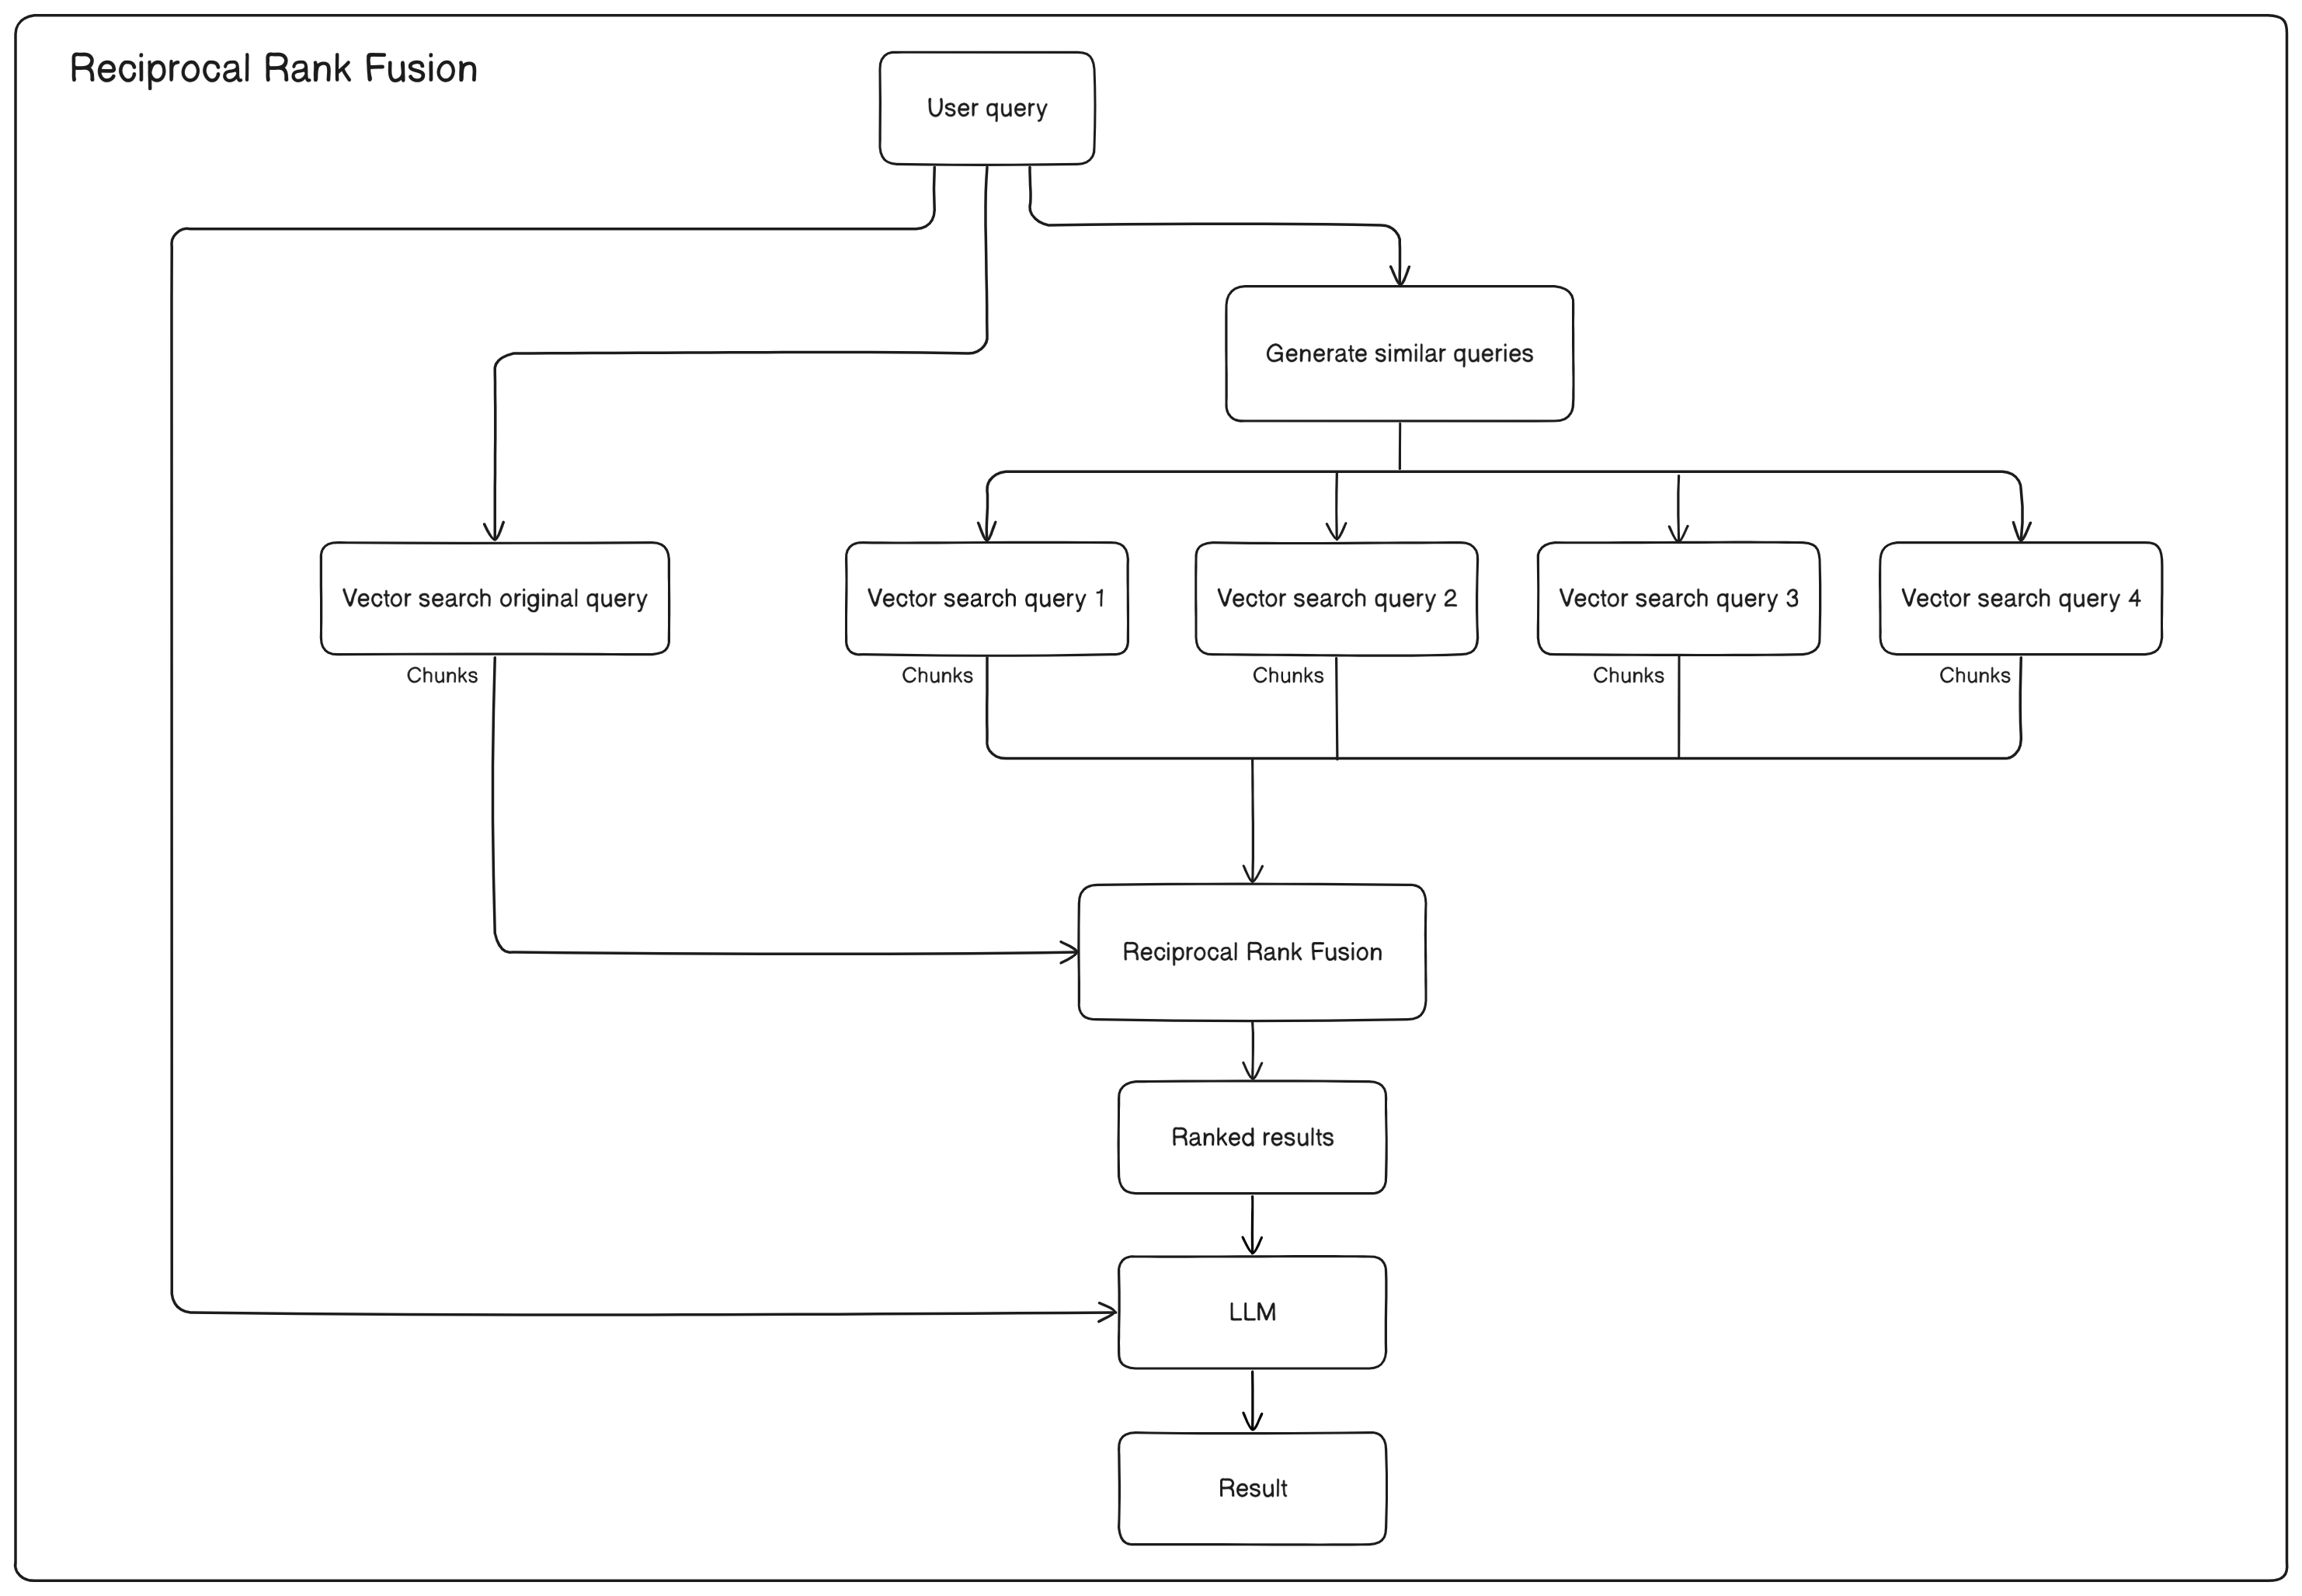 Reciprocal Rank Fusion
User query
Generate similar queries
Vector search original query
Vector search query 1
Vector search query 2
Vector search query 3
Vector search query 4
Chunks
Chunks
Chunks
Chunks
Chunks
Reciprocal Rank Fusion
Ranked results
LLM
Result